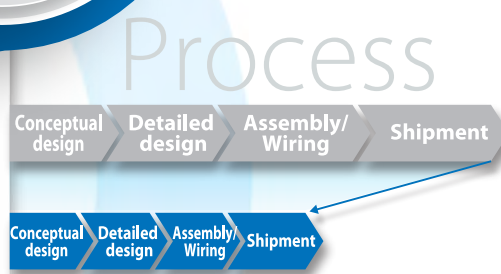 Process
Conceptual
design
Detailed
design
Assembly/
Wiring
Shipment
Conceptual
design
Detailed
design
Assembly/
Wiring
Shipment